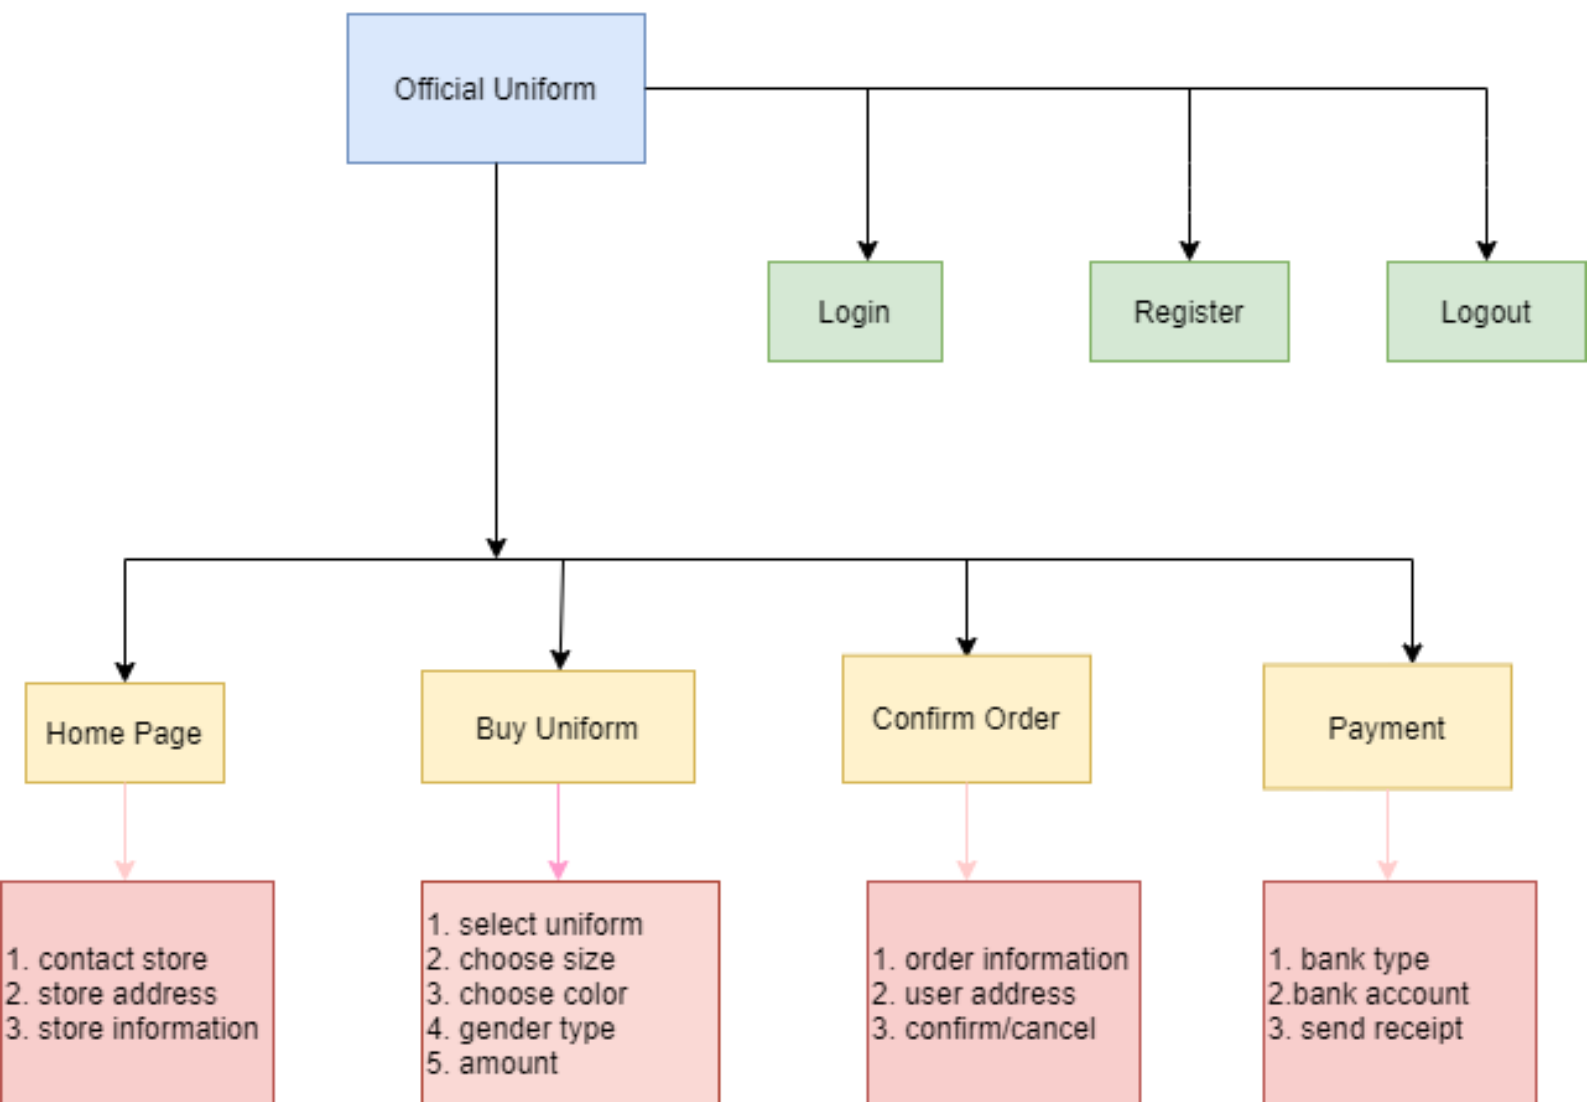 Official Uniform
Login
Register
Logout
Home Page
Buy Uniform
Confirm Order
Payment
1. contact store
2. store address
3. store information
1. select uniform
2. choose size
3. choose color
4. gender type
5. amount
1. order information
2. user address
3. confirm/cancel
1. bank type
2.bank account
3. send receipt